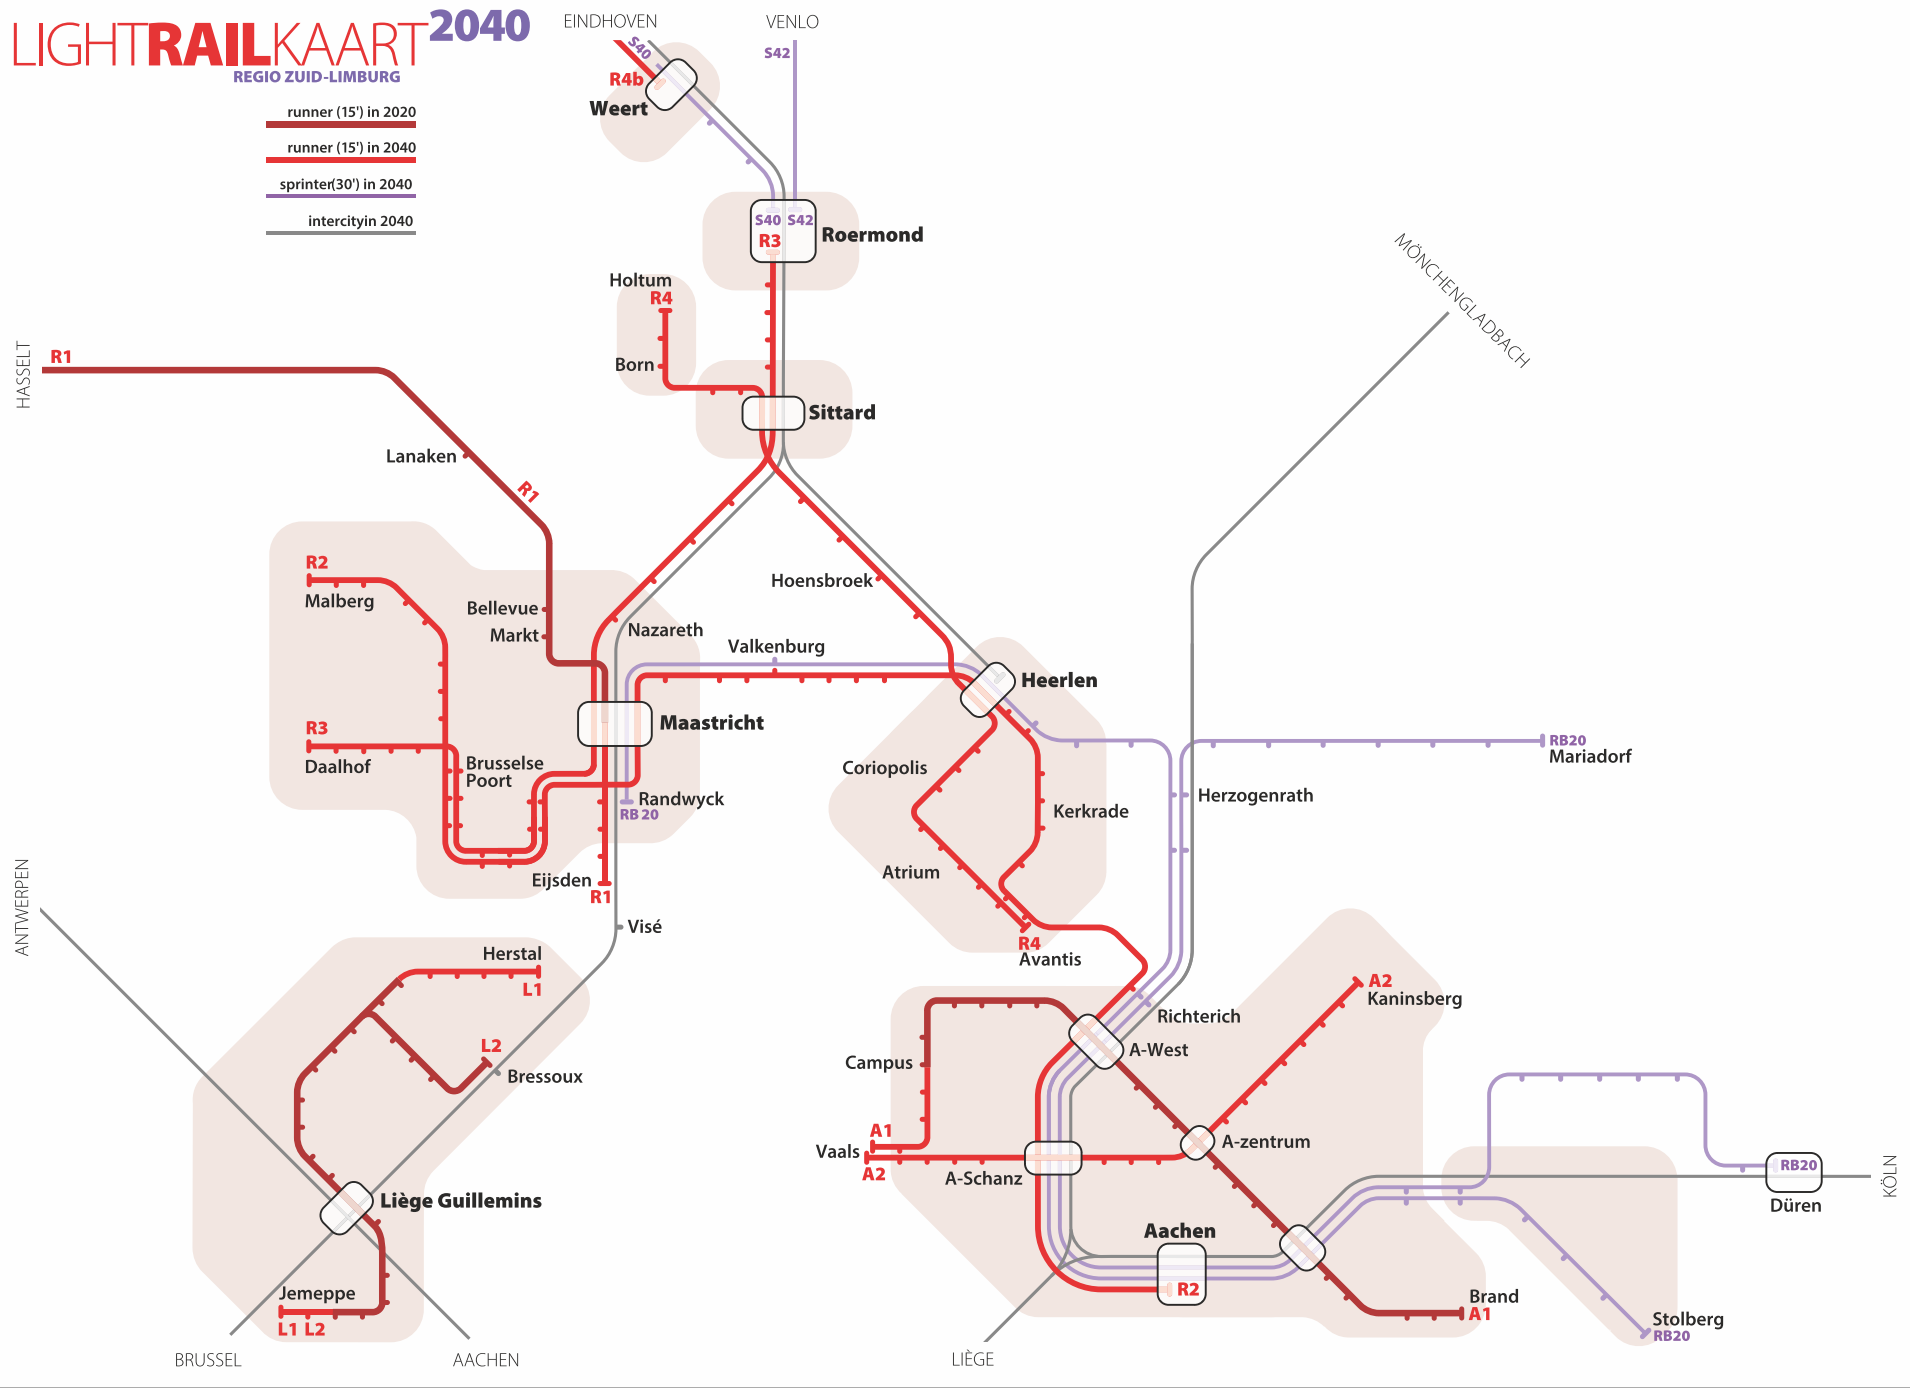 LIGHTRAILKAART2040
REGIO ZUID-LIMBURG
runner (15') in 2020
runner (15') in 2040
sprinter(30') in 2040
intercityin 2040
EINDHOVEN
VENLO
S40
S42
R4b
Weert
S40 S42
R3
Roermond
Holtum
R4
Born
Sittard
MÖNCHENGLADBACH
HASSELT
R1
Lanaken
R1
R2
Malberg
Bellevue
Markt
Nazareth
Hoensbroek
Valkenburg
Heerlen
Maastricht
R3
Daalhof
Brusselse
Poort
Randwyck
RB 20
Eijsden
R1
Visé
Coriopolis
Kerkrade
Atrium
R4
Avantis
Herzogenrath
RB20
Mariadorf
ANTWERPEN
Herstal
L1
L2
Bressoux
Liège Guillemins
Jemeppe
L1 L2
BRUSSEL
AACHEN
A2
Kaninsberg
Richterich
A-West
Campus
A1
Vaals
A2
A-Schanz
A-zentrum
Aachen
R2
Brand
A1
LIÈGE
RB20
Düren
KÖLN
Stolberg
RB20